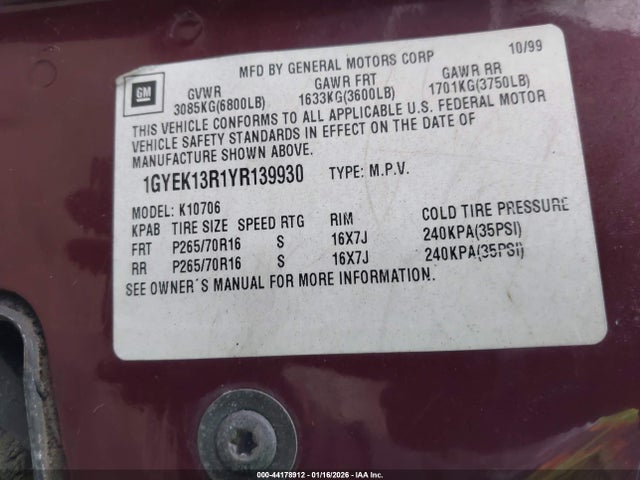 MFD BY GENERAL MOTORS CORP 10/99
GM
GVWR GAWR FRT GAWR RR
3085KG(6800LB) 1633KG(3600LB) 1701KG(3750LB)
THIS VEHICLE CONFORMS TO ALL APPLICABLE U.S. FEDERAL MOTOR
VEHICLE SAFETY STANDARDS IN EFFECT ON THE DATE OF
MANUFACTURE SHOWN ABOVE.
1GYEK13R1YR139930 TYPE: M.P.V.
MODEL: K10706
KPAB TIRE SIZE SPEED RTG RIM COLD TIRE PRESSURE
FRT P265/70R16 S 16X7J 240KPA(35PSI)
RR P265/70R16 S 16X7J 240KPA(35PSI)
SEE OWNER'S MANUAL FOR MORE INFORMATION.
000-44178912 - 01/16/2026 - IAA Inc.